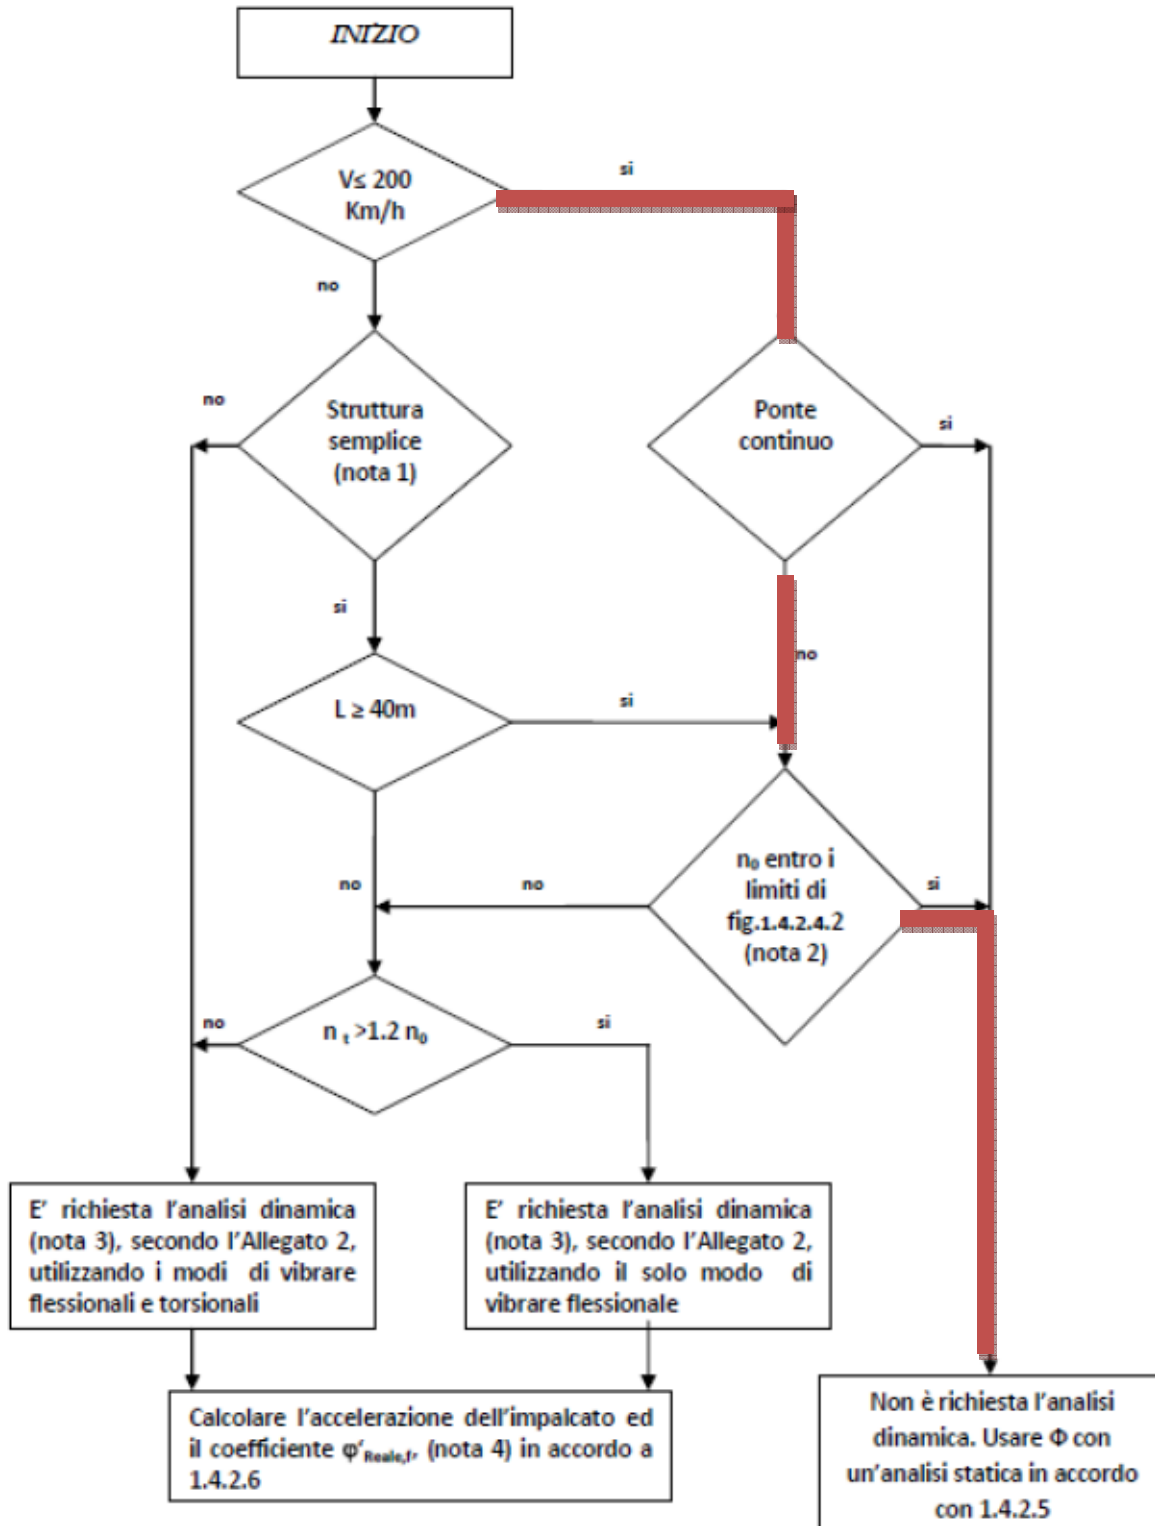 INIZIO
V≤ 200
Km/h
si
no
Struttura
semplice
(nota 1)
no
Ponte
continuo
si
si
no
L ≥ 40m
si
no
n₀ entro i
limiti di
fig.1.4.2.4.2
(nota 2)
no
si
n t >1.2 n₀
no
si
E' richiesta l'analisi dinamica
(nota 3), secondo l'Allegato 2,
utilizzando i modi di vibrare
flessionali e torsionali
E' richiesta l'analisi dinamica
(nota 3), secondo l'Allegato 2,
utilizzando il solo modo di
vibrare flessionale
Calcolare l'accelerazione dell'impalcato ed
il coefficiente φ'Reale,f, (nota 4) in accordo a
1.4.2.6
Non è richiesta l'analisi
dinamica. Usare Φ con
un'analisi statica in accordo
con 1.4.2.5